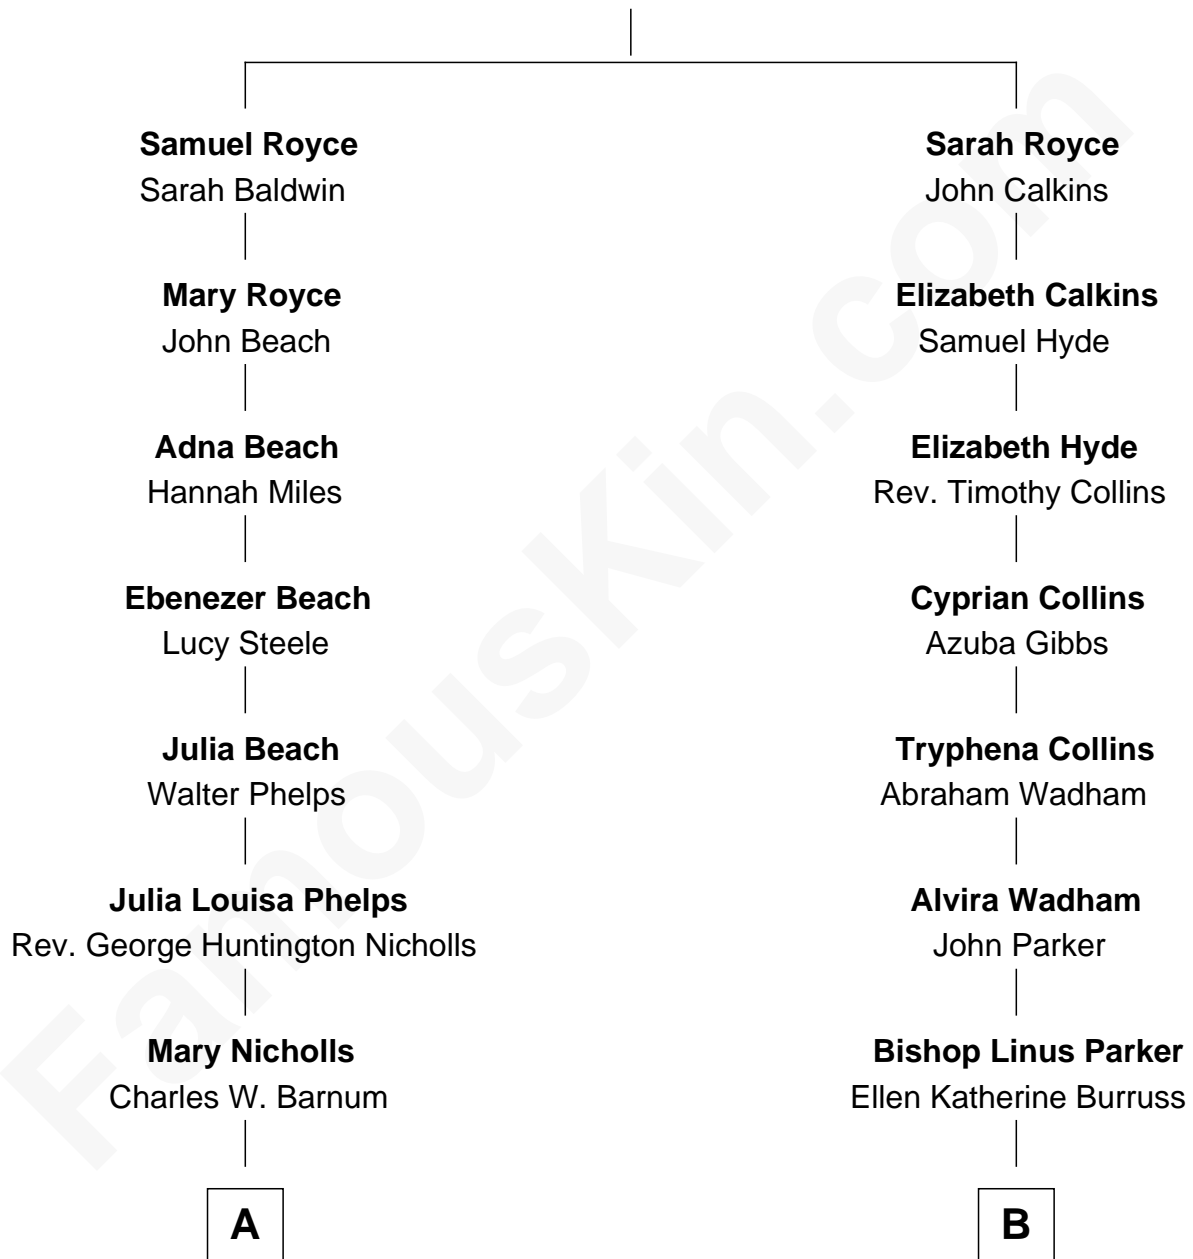 Samuel Royce
Sarah Baldwin
Mary Royce
John Beach
Adna Beach
Hannah Miles
Ebenezer Beach
Lucy Steele
Julia Beach
Walter Phelps
Julia Louisa Phelps
Rev. George Huntington Nicholls
Mary Nicholls
Charles W. Barnum
A
Sarah Royce
John Calkins
Elizabeth Calkins
Samuel Hyde
Elizabeth Hyde
Rev. Timothy Collins
Cyprian Collins
Azuba Gibbs
Tryphena Collins
Abraham Wadham
Alvira Wadham
John Parker
Bishop Linus Parker
Ellen Katherine Burruss
B
FamousKin.com